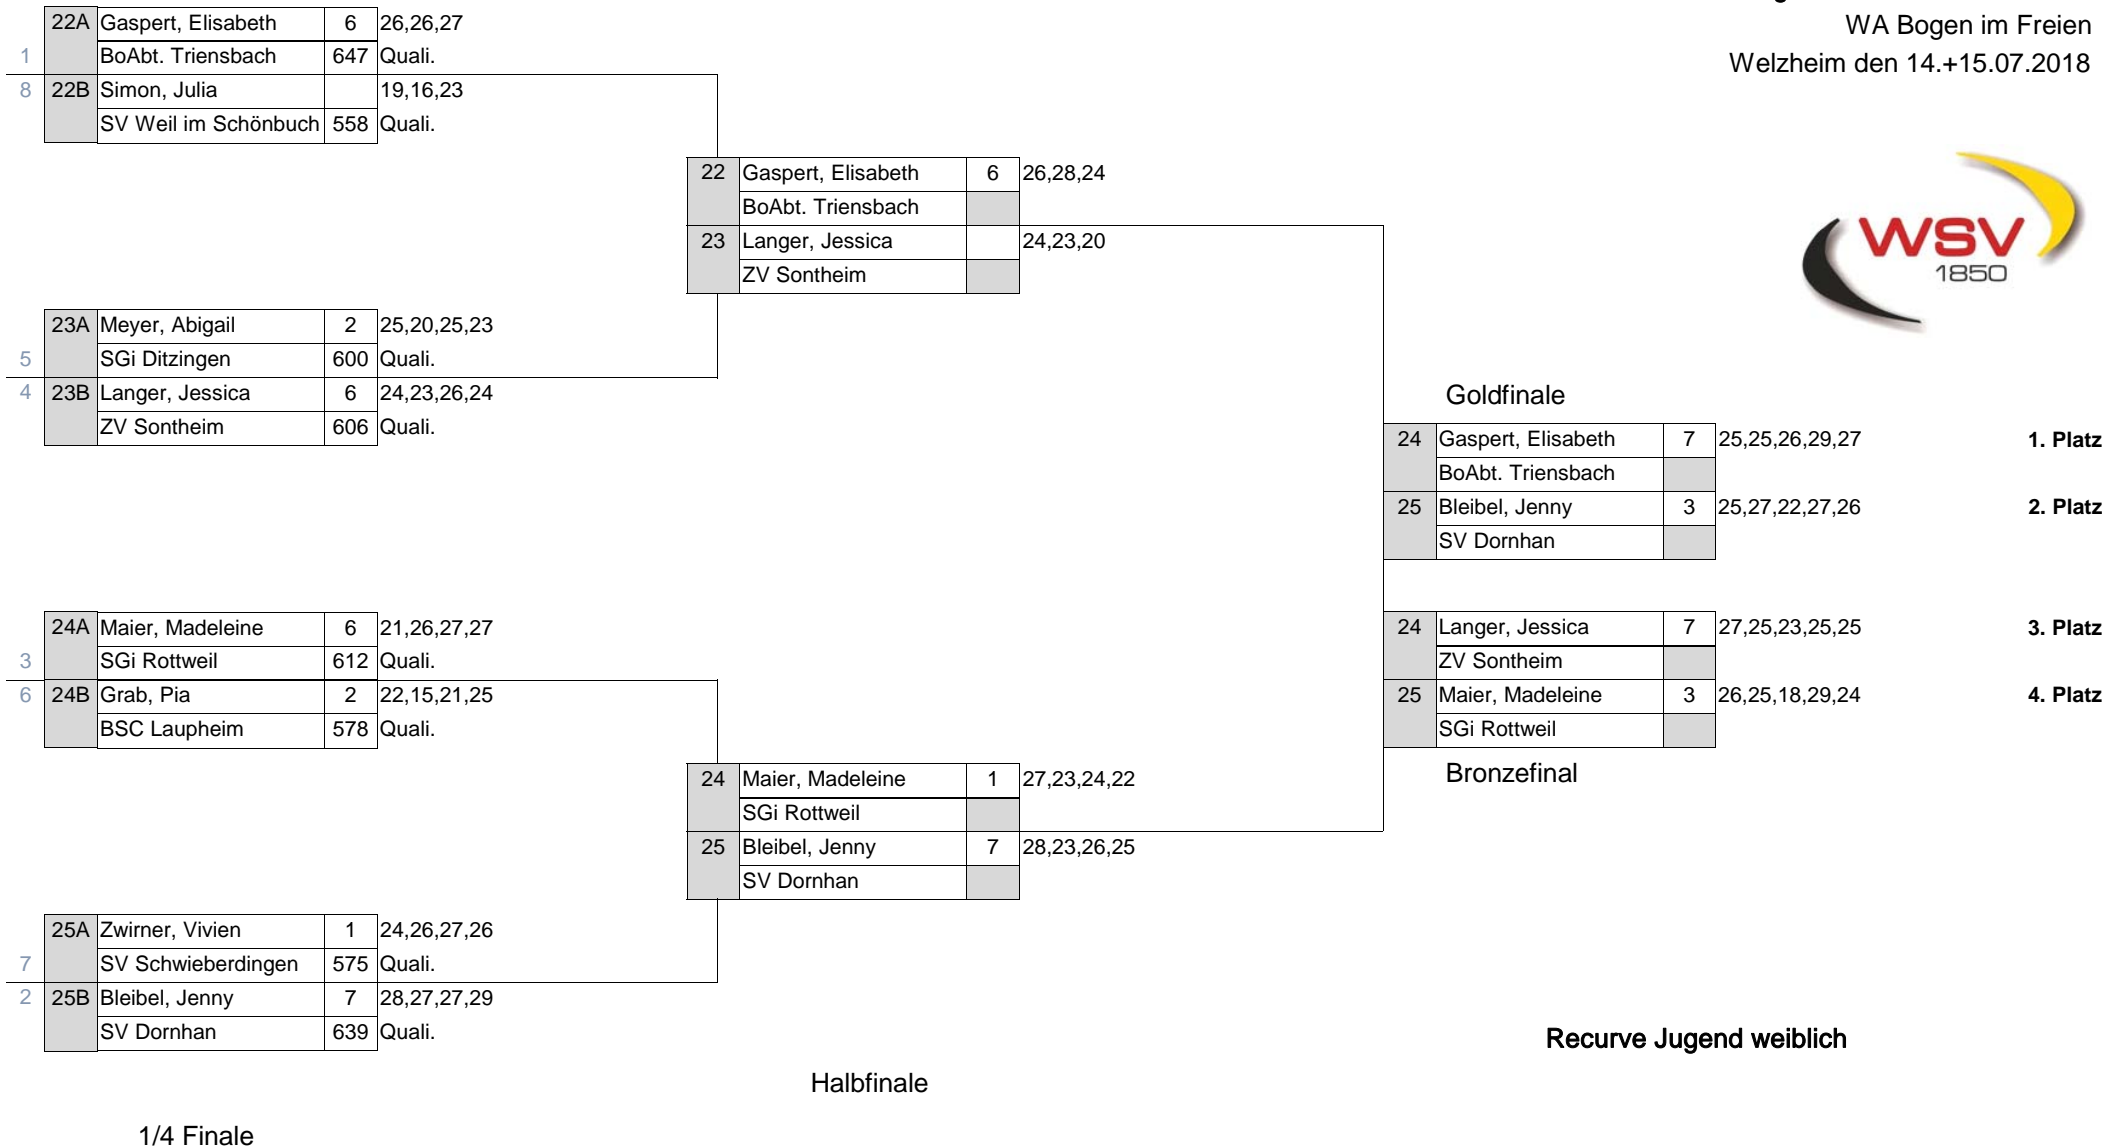 WA Bogen im Freien
Welzheim den 14.+15.07.2018
WSV
1850
22A Gaspert, Elisabeth 6 26,26,27
1 BoAbt. Triensbach 647 Quali.
8 22B Simon, Julia 19,16,23
SV Weil im Schönbuch 558 Quali.
23A Meyer, Abigail 2 25,20,25,23
5 SGi Ditzingen 600 Quali.
4 23B Langer, Jessica 6 24,23,26,24
ZV Sontheim 606 Quali.
24A Maier, Madeleine 6 21,26,27,27
3 SGi Rottweil 612 Quali.
6 24B Grab, Pia 2 22,15,21,25
BSC Laupheim 578 Quali.
25A Zwirner, Vivien 1 24,26,27,26
7 SV Schwieberdingen 575 Quali.
2 25B Bleibel, Jenny 7 28,27,27,29
SV Dornhan 639 Quali.
1/4 Finale
22 Gaspert, Elisabeth 6 26,28,24
BoAbt. Triensbach
23 Langer, Jessica 24,23,20
ZV Sontheim
24 Maier, Madeleine 1 27,23,24,22
SGi Rottweil
25 Bleibel, Jenny 7 28,23,26,25
SV Dornhan
Halbfinale
Goldfinale
24 Gaspert, Elisabeth 7 25,25,26,29,27 1. Platz
BoAbt. Triensbach
25 Bleibel, Jenny 3 25,27,22,27,26 2. Platz
SV Dornhan
24 Langer, Jessica 7 27,25,23,25,25 3. Platz
ZV Sontheim
25 Maier, Madeleine 3 26,25,18,29,24 4. Platz
SGi Rottweil
Bronzefinal
Recurve Jugend weiblich